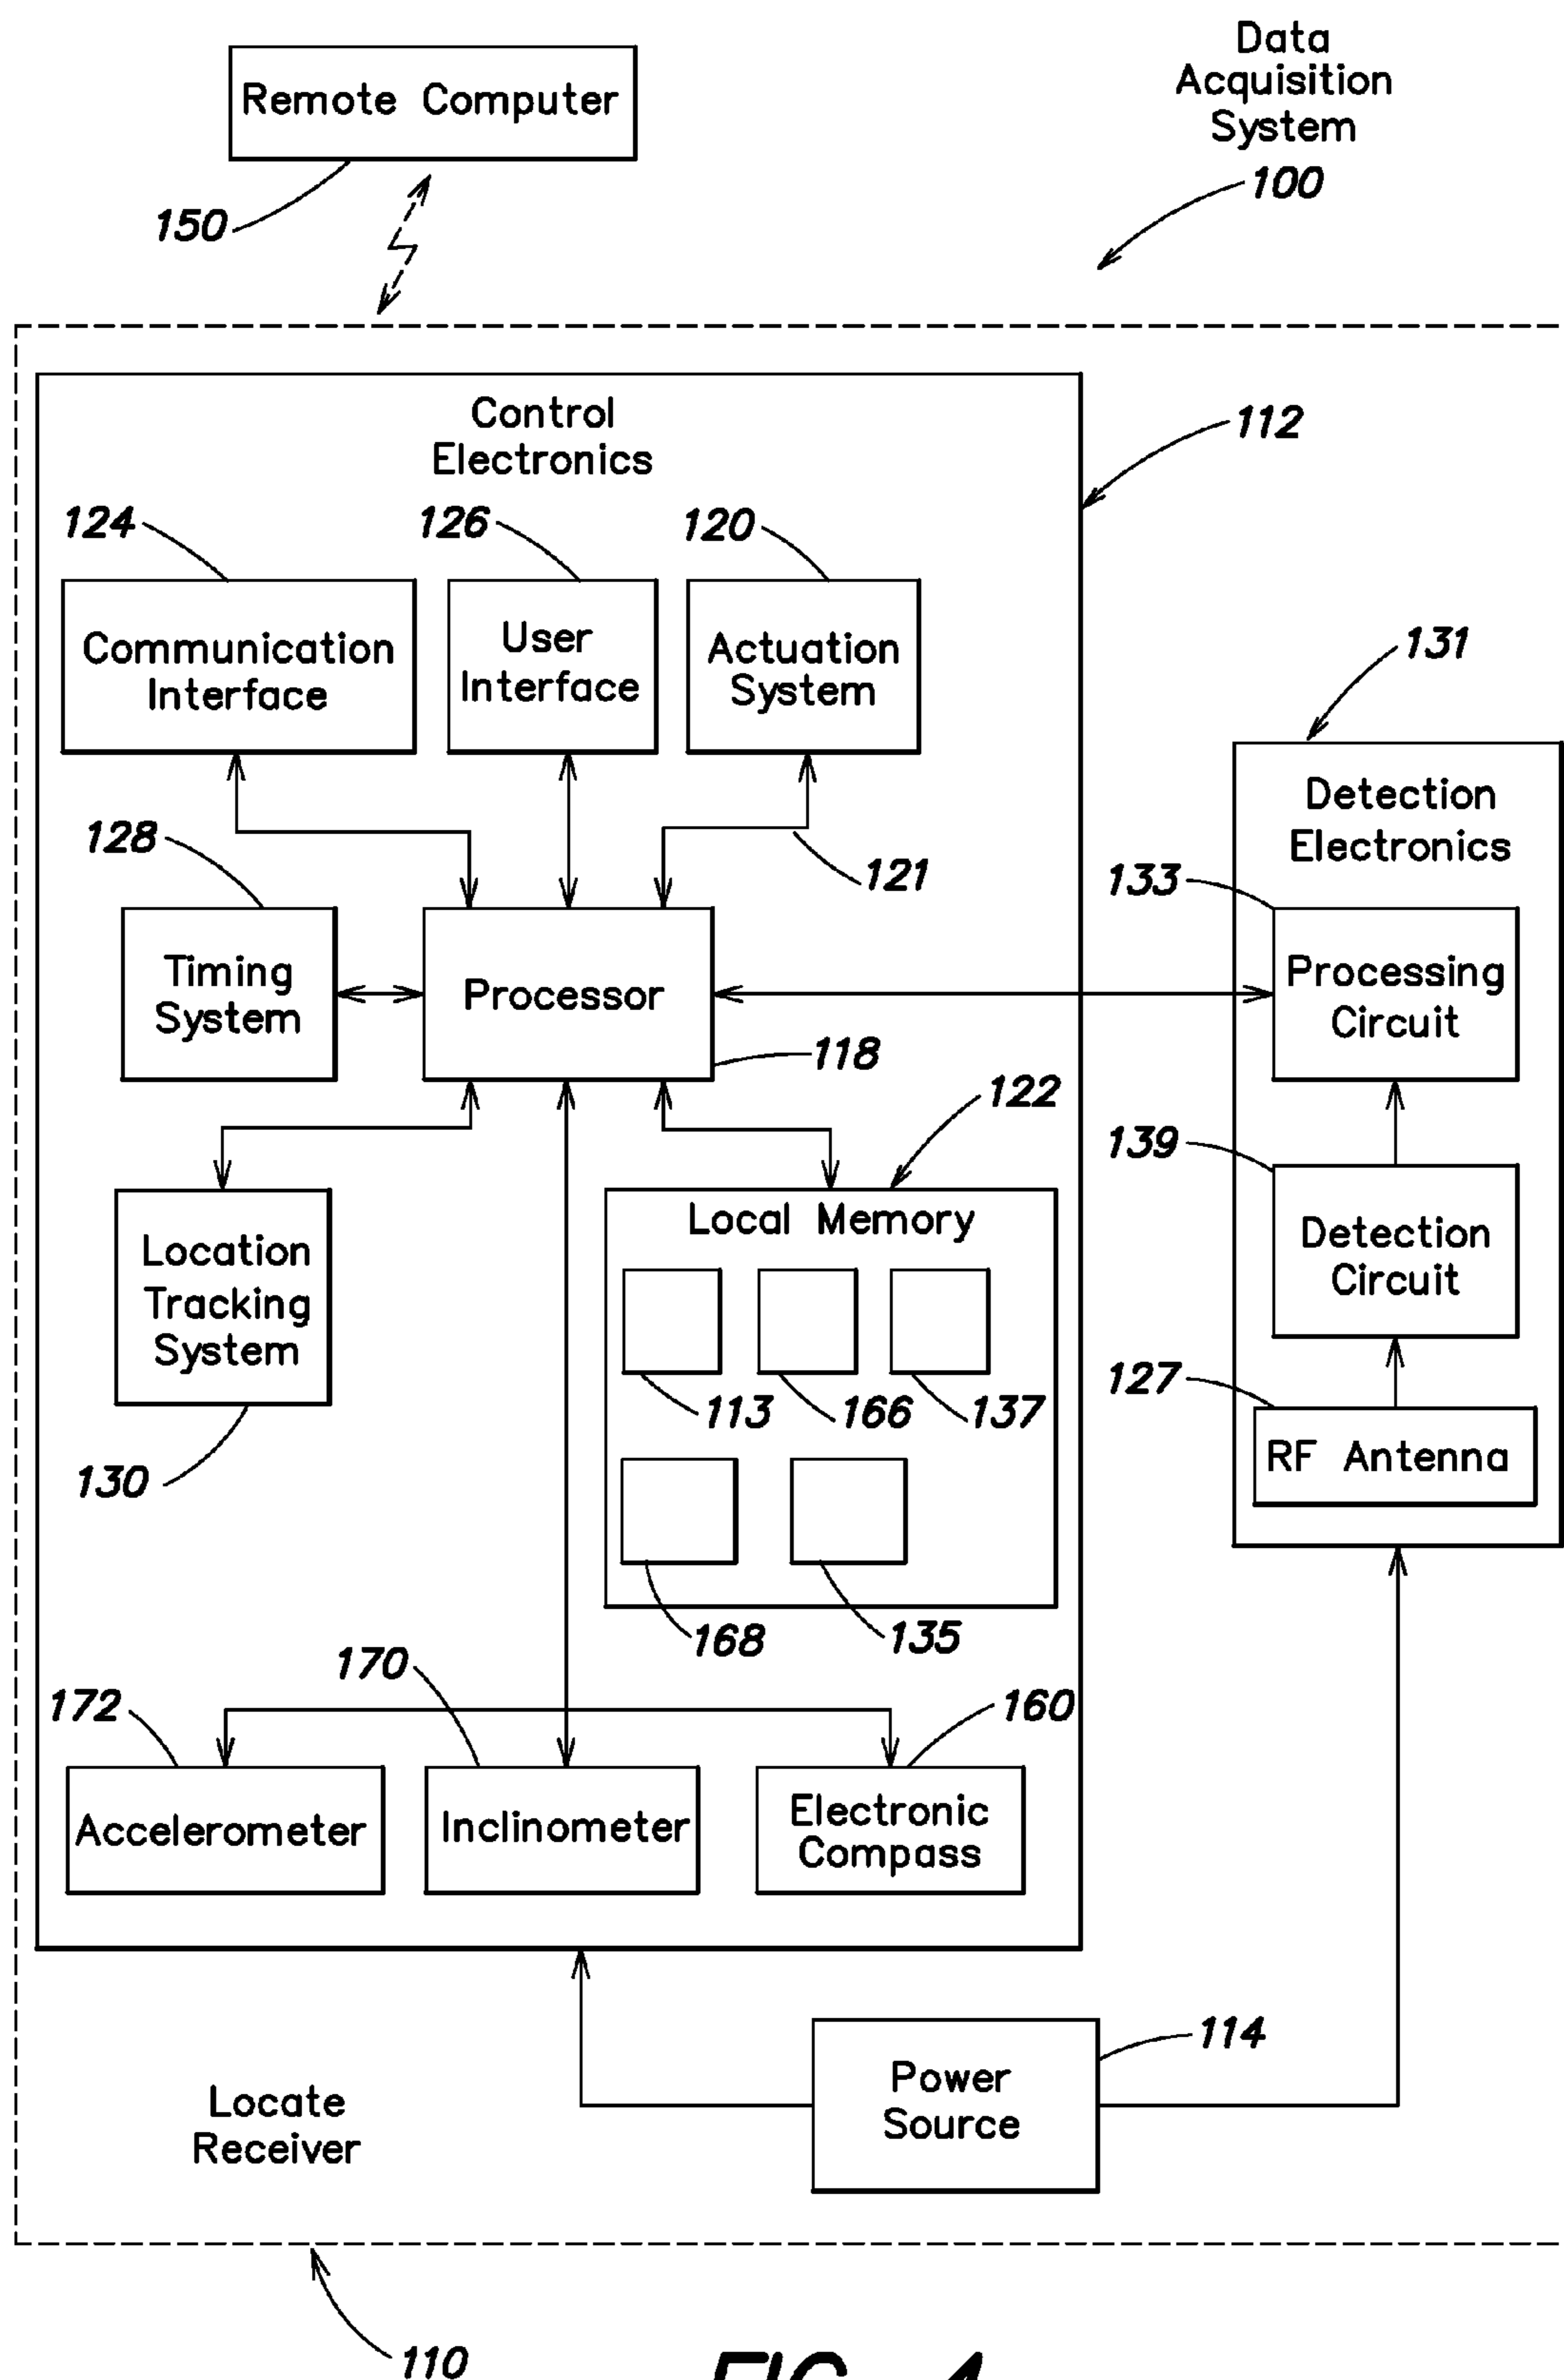 Data
Acquisition
System
100
Remote Computer
150
Control
Electronics
112
124
126
120
Communication
Interface
User
Interface
Actuation
System
131
Detection
Electronics
121
128
133
Timing
System
Processor
Processing
Circuit
118
122
139
Location
Tracking
System
Local Memory
Detection
Circuit
113
166
137
127
RF Antenna
130
168
135
170
172
160
Accelerometer
Inclinometer
Electronic
Compass
114
Power
Source
Locate
Receiver
110